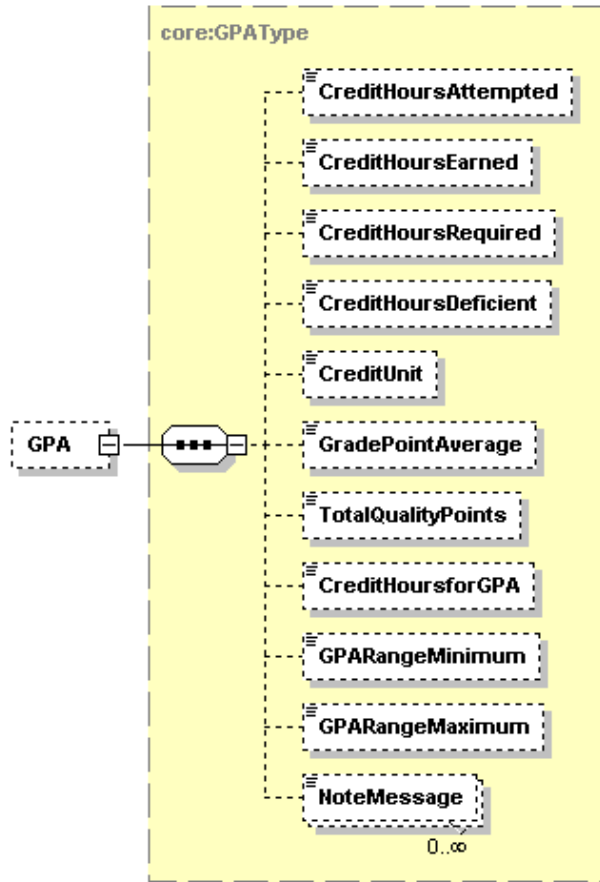 core:GPAType
CreditHoursAttempted
CreditHoursEarned
CreditHoursRequired
CreditHoursDeficient
CreditUnit
GPA
GradePointAverage
TotalQualityPoints
CreditHoursforGPA
GPARangeMinimum
GPARangeMaximum
NoteMessage
0..∞